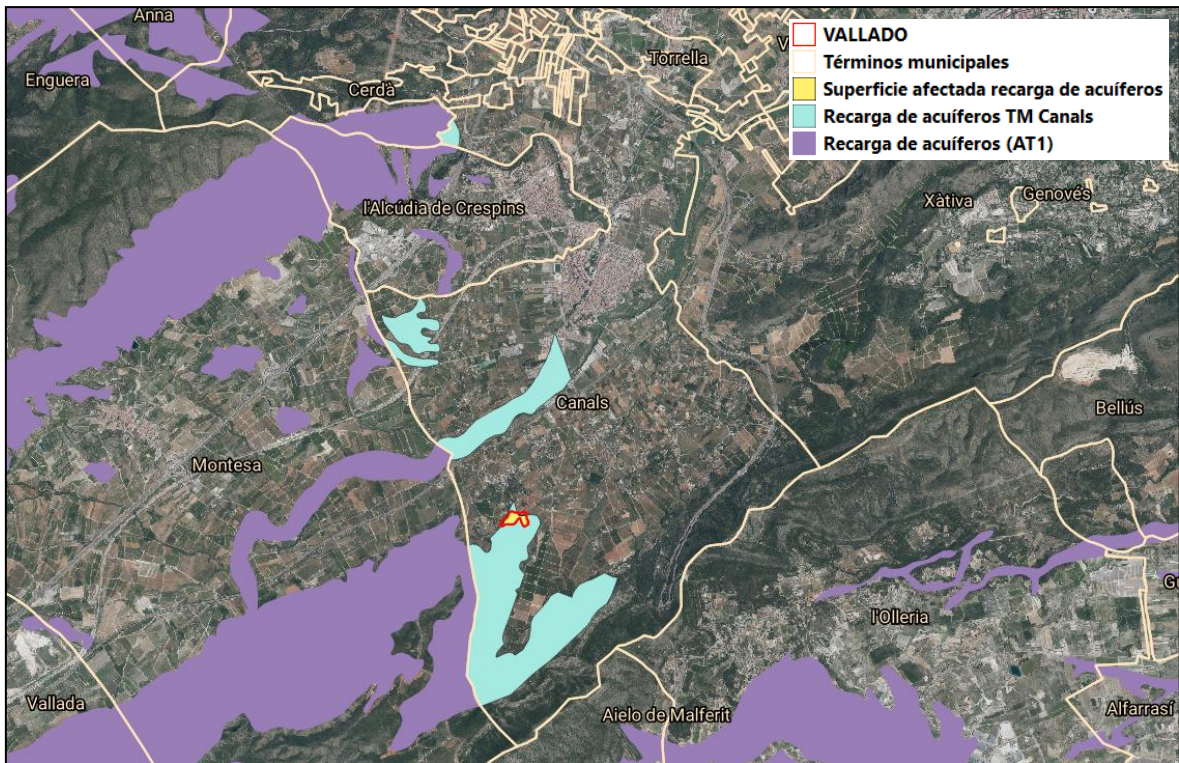 Anna
VALLADO
Términos municipales
Superficie afectada recarga de acuíferos
Recarga de acuíferos TM Canals
Recarga de acuíferos (AT1)
Torrella
Enguera
Cerdà
Xàtiva
Genovés
l'Alcúdia de Crespins
Canals
Bellús
Montesa
l'Olleria
Vallada
Aielo de Malferit
Alfarrasí